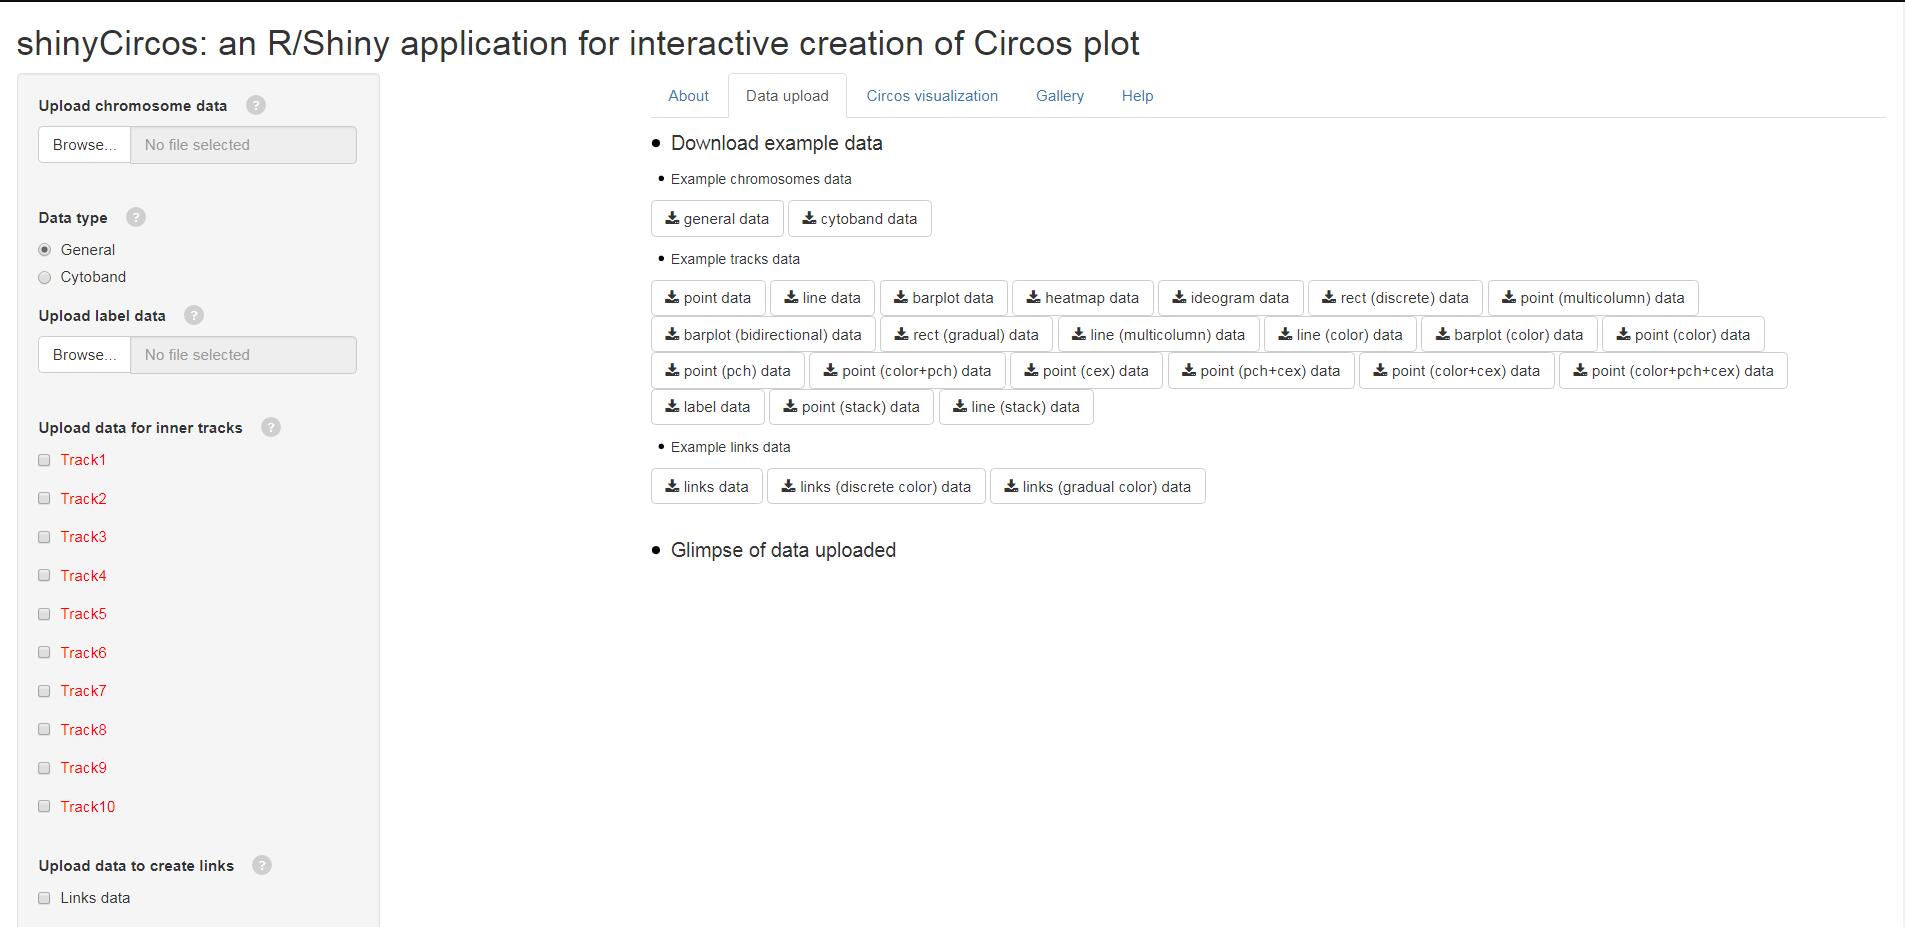 shinyCircos: an R/Shiny application for interactive creation of Circos plot
Upload chromosome data ?
Browse... No file selected
Data type ?
General
Cytoband
Upload label data ?
Browse... No file selected
Upload data for inner tracks ?
Track1
Track2
Track3
Track4
Track5
Track6
Track7
Track8
Track9
Track10
Upload data to create links ?
Links data
About Data upload Circos visualization Gallery Help
Download example data
Example chromosomes data
general data cytoband data
Example tracks data
point data line data barplot data heatmap data ideogram data rect (discrete) data point (multicolumn) data
barplot (bidirectional) data rect (gradual) data line (multicolumn) data line (color) data barplot (color) data point (color) data
point (pch) data point (color+pch) data point (cex) data point (pch+cex) data point (color+cex) data point (color+pch+cex) data
label data point (stack) data line (stack) data
Example links data
links data links (discrete color) data links (gradual color) data
Glimpse of data uploaded